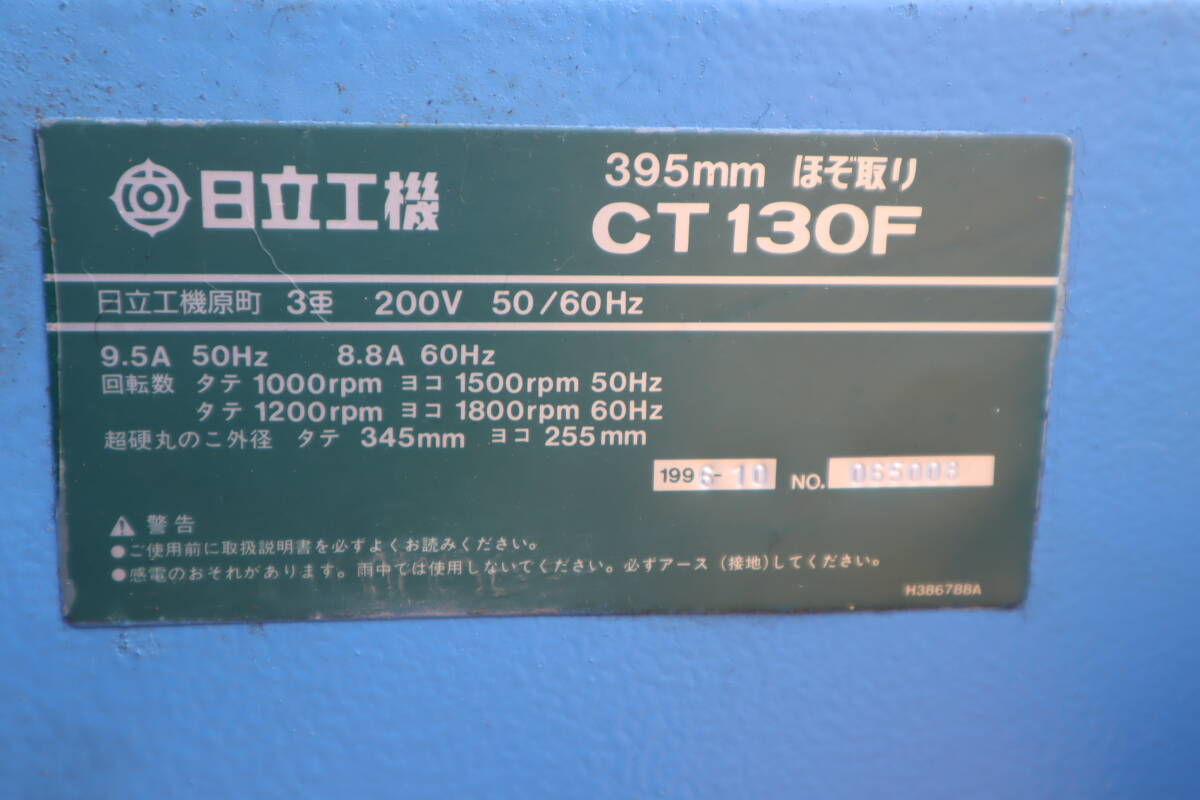 日立工機
395mm ほぞ取り
CT130F
日立工機原町 3亜 200V 50/60Hz
9.5A 50Hz 8.8A 60Hz
回転数 タテ 1000rpm ヨコ 1500rpm 50Hz
タテ 1200rpm ヨコ 1800rpm 60Hz
超硬丸のこ外径 タテ 345mm ヨコ 255mm
1996-10 NO.
警告
●ご使用前に取扱説明書を必ずよくお読みください。
●感電のおそれがあります。雨中では使用しないでください。必ずアース(接地)してください。
H386788A